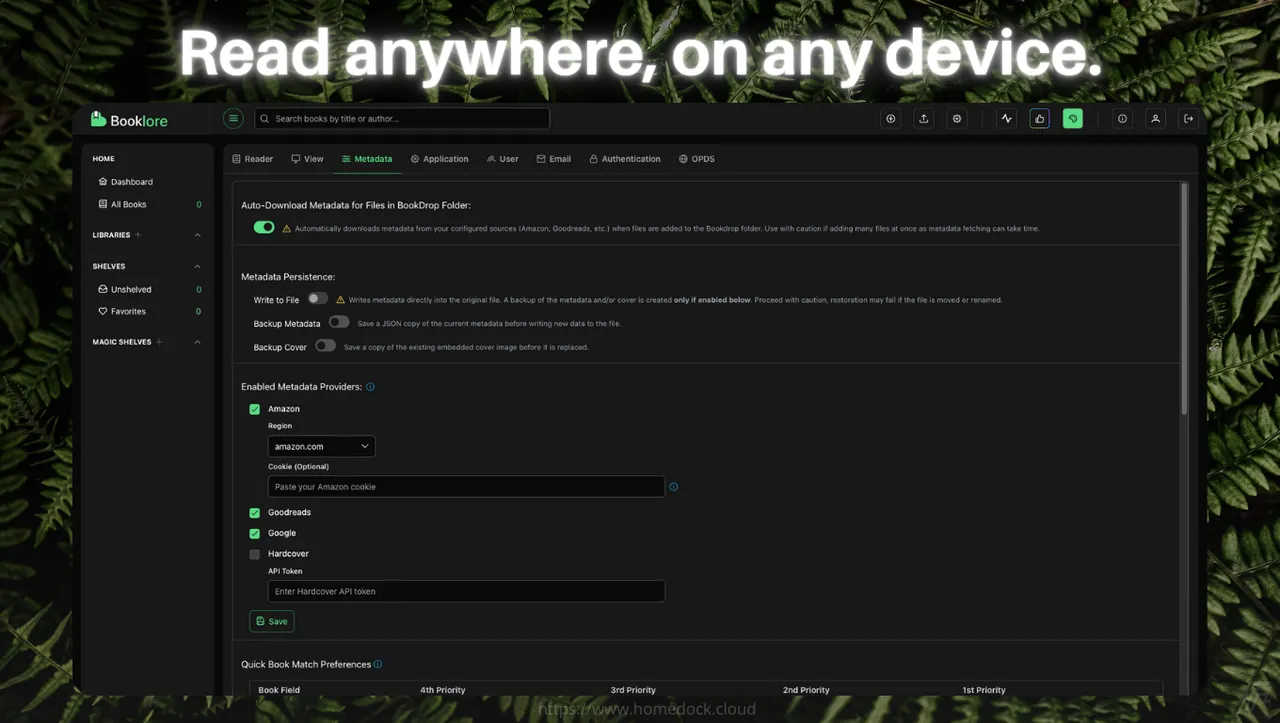 Read anywhere, on any device.
Booklore
Search books by title or author...
HOME
Dashboard
All Books 0
LIBRARIES +
SHELVES
Unshelved 0
Favorites 0
MAGIC SHELVES +
Reader View Metadata Application User Email Authentication OPDS
Auto-Download Metadata for Files in BookDrop Folder:
Automatically downloads metadata from your configured sources (Amazon, Goodreads, etc.) when files are added to the Bookdrop folder. Use with caution if adding many files at once as metadata fetching can take time.
Metadata Persistence:
Write to File Writes metadata directly into the original file. A backup of the metadata and/or cover is created only if enabled below. Proceed with caution, restoration may fail if the file is moved or renamed.
Backup Metadata Save a JSON copy of the current metadata before writing new data to the file.
Backup Cover Save a copy of the existing embedded cover image before it is replaced.
Enabled Metadata Providers:
Amazon
Region
amazon.com
Cookie (Optional)
Paste your Amazon cookie
Goodreads
Google
Hardcover
API Token
Enter Hardcover API token
Save
Quick Book Match Preferences
Book Field 4th Priority 3rd Priority 2nd Priority 1st Priority
https://www.homedock.cloud